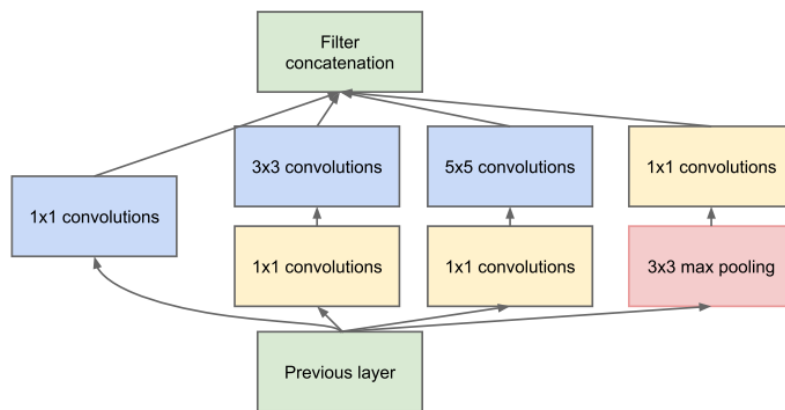 Filter
concatenation
3x3 convolutions
5x5 convolutions
1x1 convolutions
1x1 convolutions
1x1 convolutions
1x1 convolutions
3x3 max pooling
Previous layer